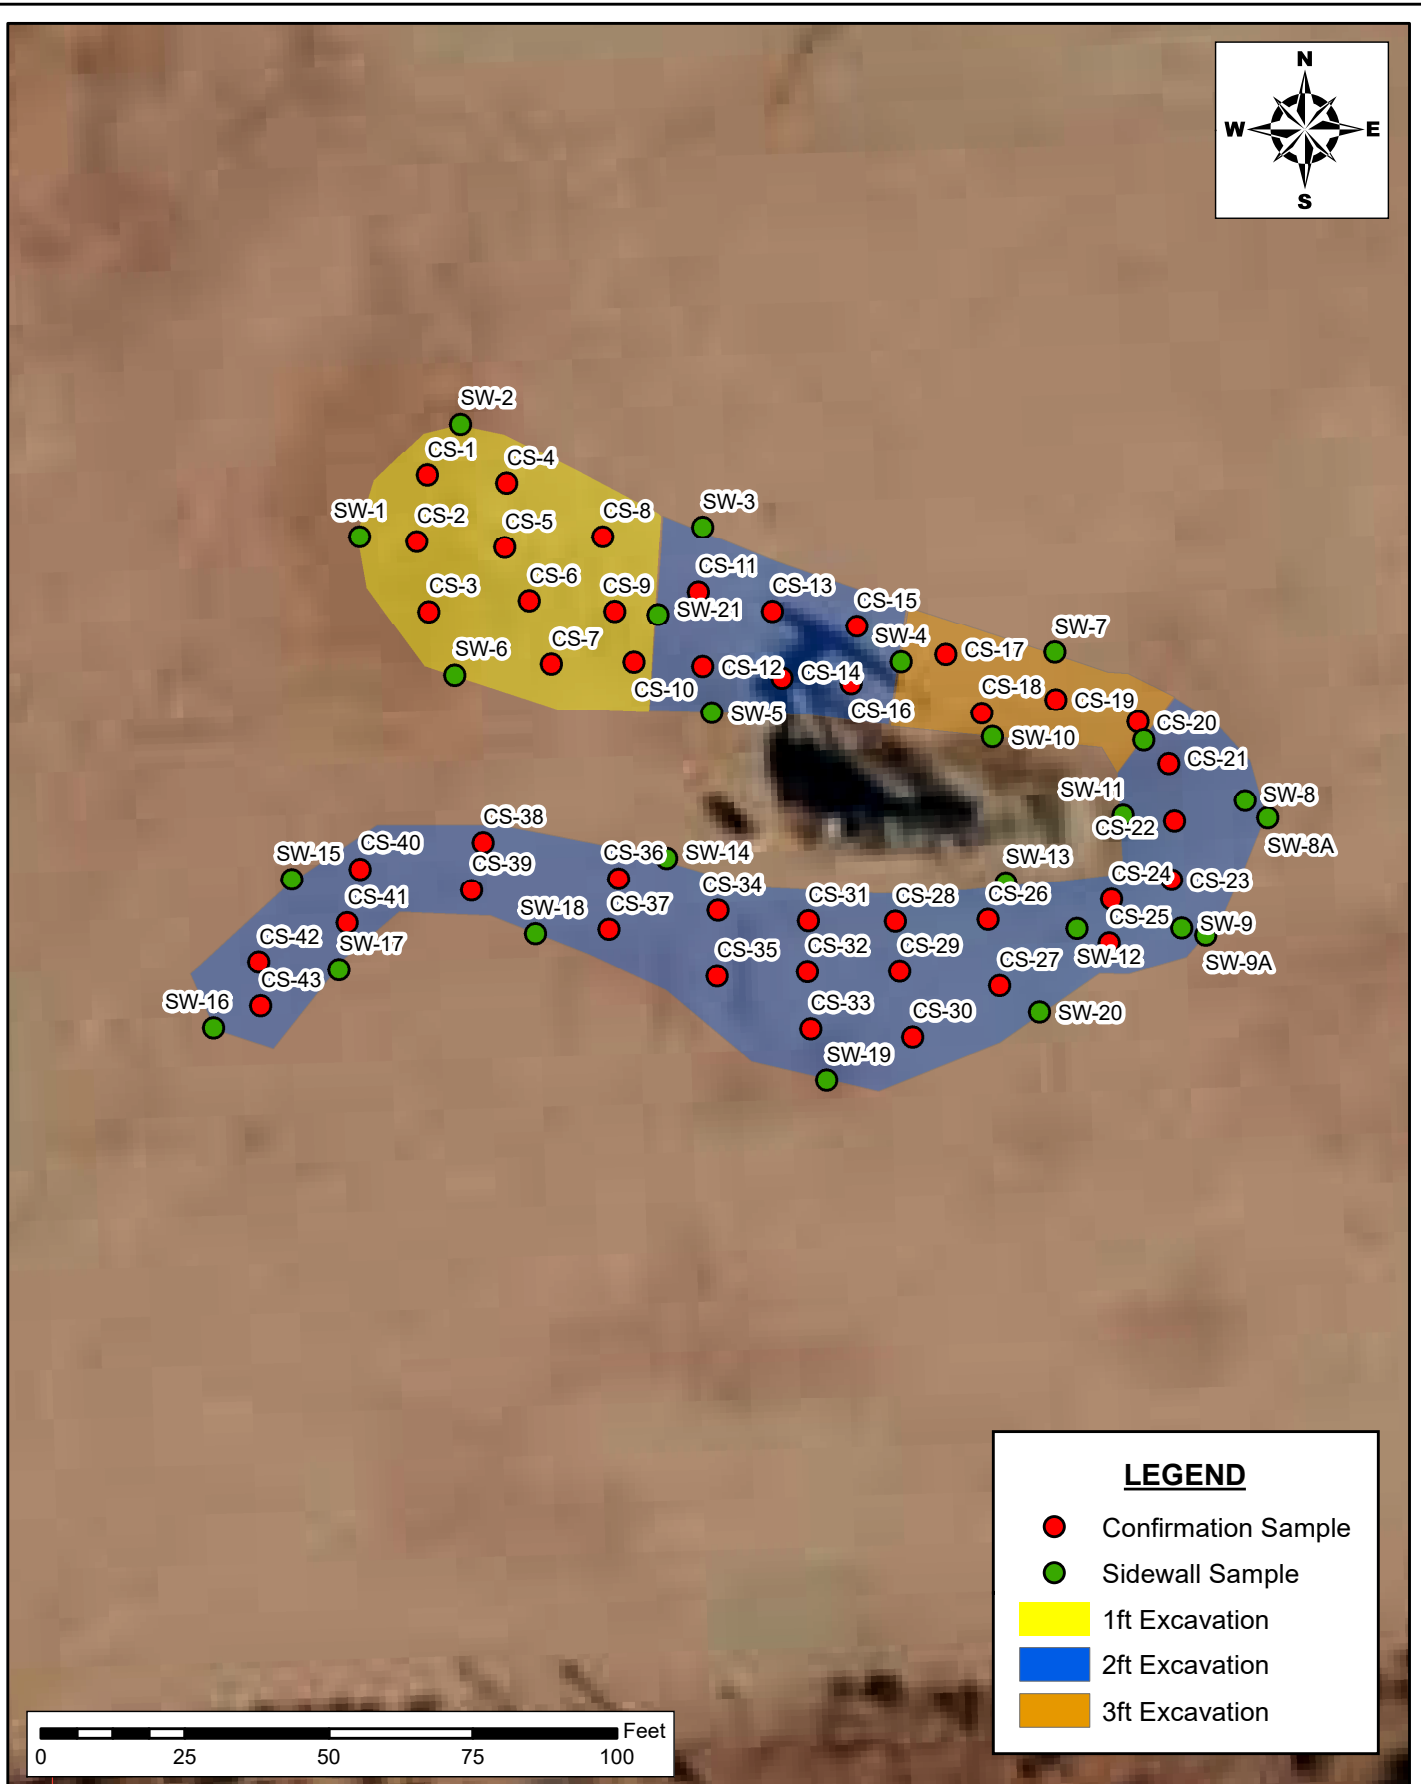 N
W
E
S
SW-2
CS-1
CS-4
SW-1
CS-2
CS-5
CS-8
SW-3
CS-3
CS-6
CS-9
CS-11
SW-21
CS-13
CS-15
SW-4
SW-7
SW-6
CS-7
CS-10
CS-12
CS-14
CS-16
CS-17
CS-18
CS-19
SW-5
SW-10
CS-20
CS-21
SW-11
SW-8
CS-22
SW-8A
CS-38
SW-15
CS-40
CS-39
CS-36
SW-14
SW-13
CS-24
CS-23
CS-41
SW-18
CS-37
CS-34
CS-31
CS-28
CS-26
CS-25
SW-9
CS-42
SW-17
SW-12
SW-9A
CS-43
CS-35
CS-32
CS-29
CS-27
SW-16
CS-33
CS-30
SW-20
SW-19
LEGEND
Confirmation Sample
Sidewall Sample
1ft Excavation
2ft Excavation
3ft Excavation
Feet
0 25 50 75 100